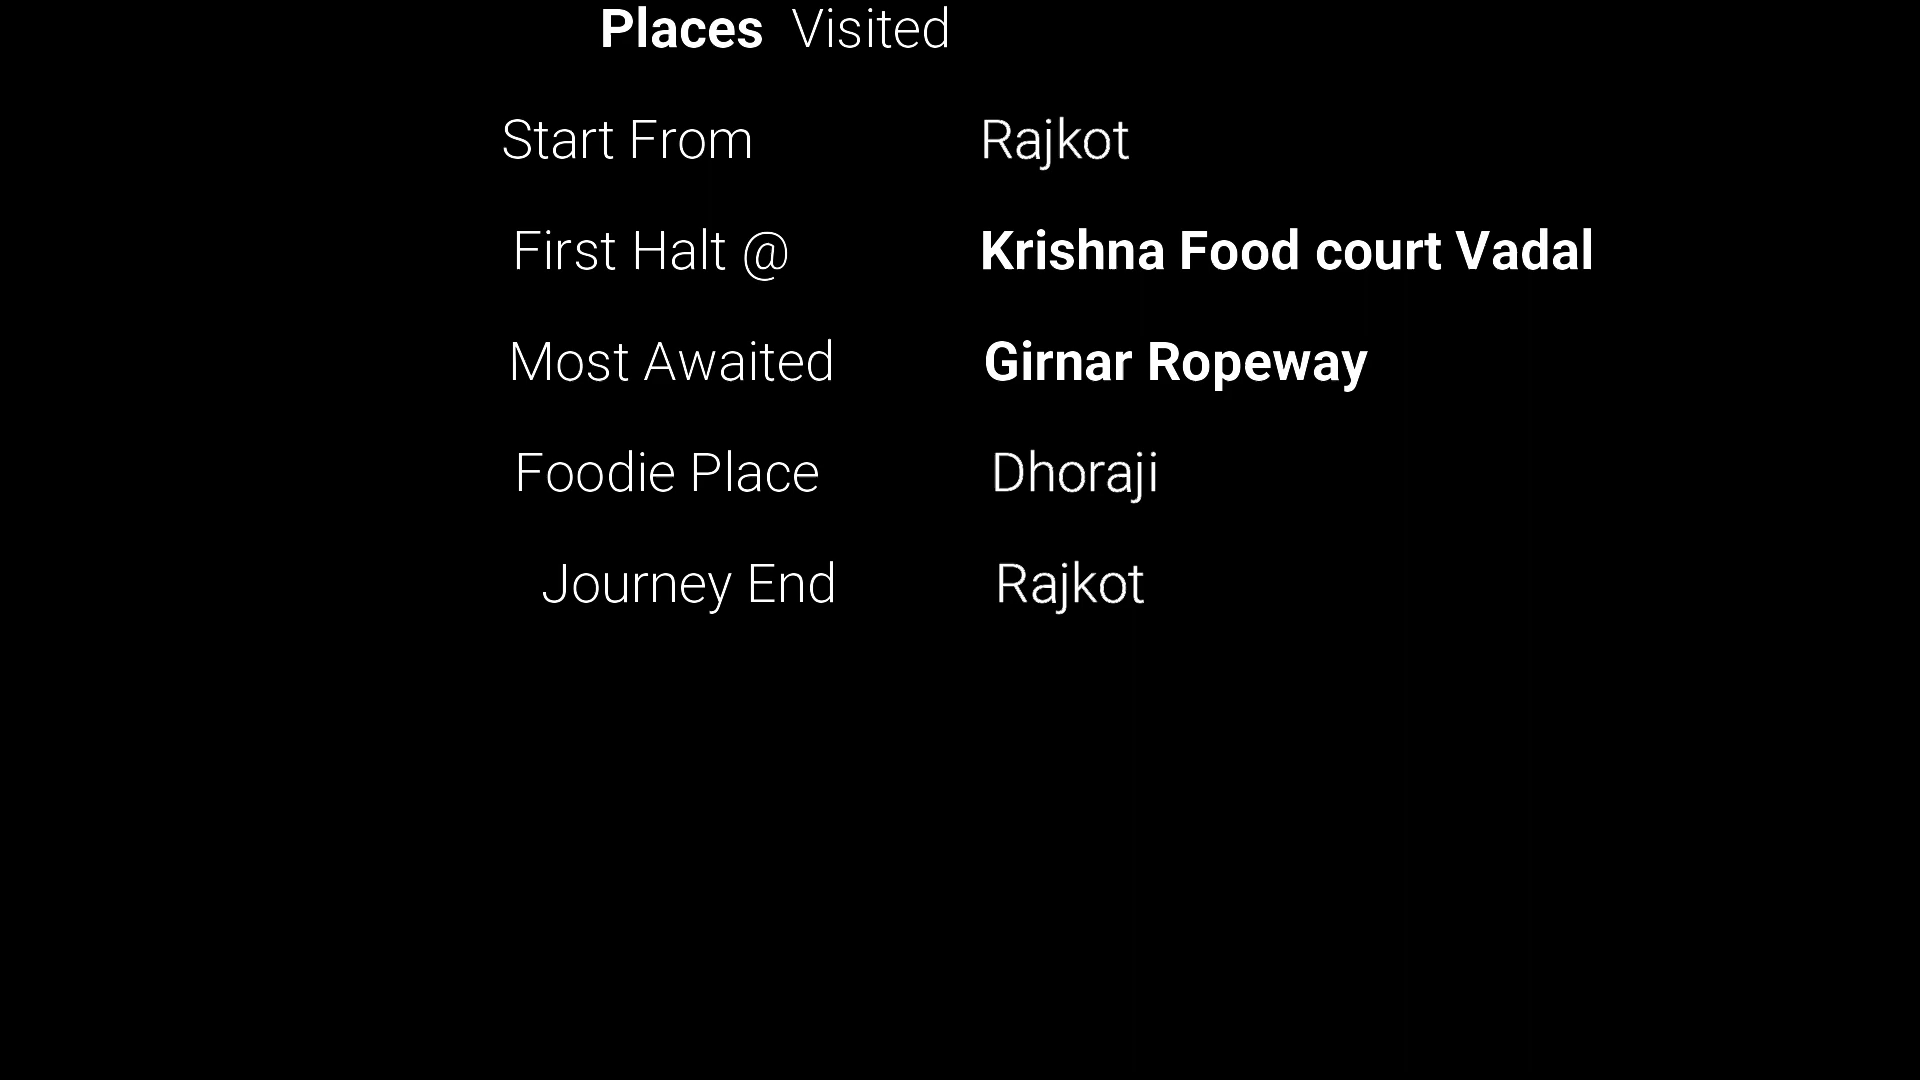 Places Visited
Start From Rajkot
First Halt @ Krishna Food court Vadal
Most Awaited Girnar Ropeway
Foodie Place Dhoraji
Journey End Rajkot